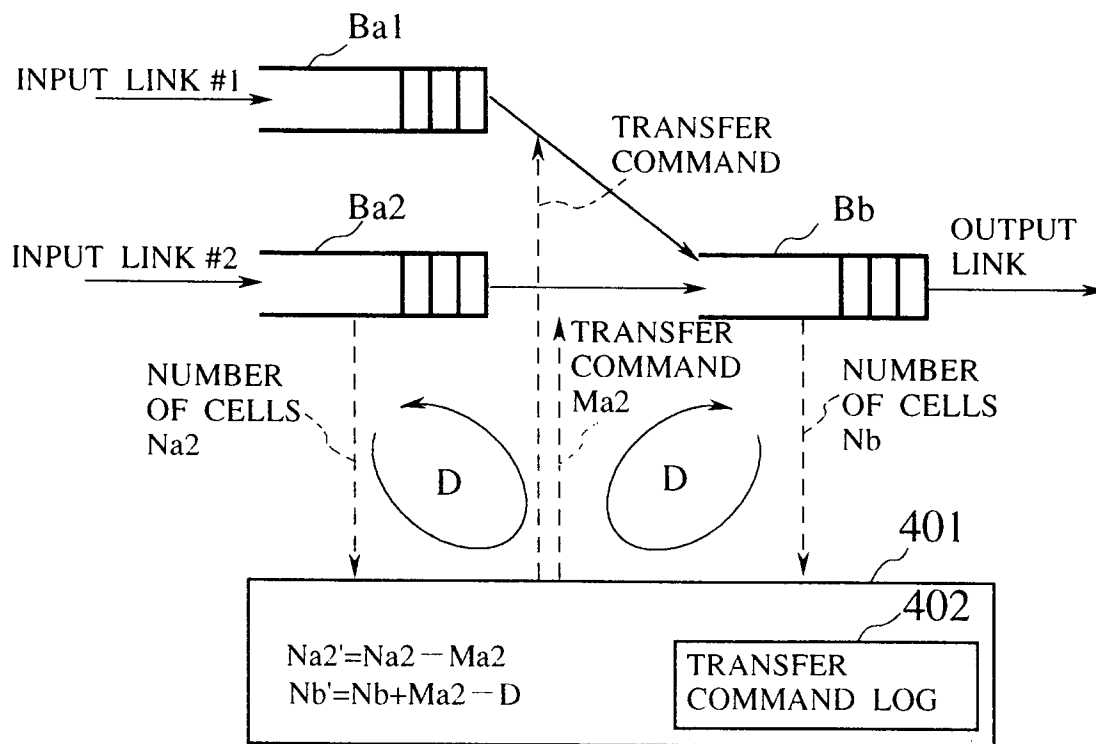 Ba1
INPUT LINK #1
TRANSFER
COMMAND
Ba2
INPUT LINK #2
Bb
OUTPUT
LINK
TRANSFER
COMMAND
Ma2
NUMBER
OF CELLS
Na2
NUMBER
OF CELLS
Nb
D
D
401
402
Na2'=Na2－Ma2
Nb'=Nb+Ma2－D
TRANSFER
COMMAND LOG